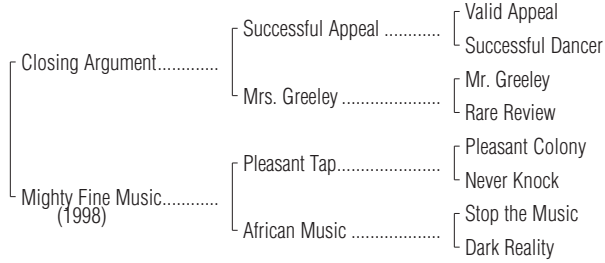 Valid Appeal
Successful Appeal ............
Successful Dancer
Closing Argument.............
Mr. Greeley
Mrs. Greeley .....................
Rare Review
Pleasant Colony
Pleasant Tap......................
Never Knock
Mighty Fine Music............
(1998)
Stop the Music
African Music ...................
Dark Reality